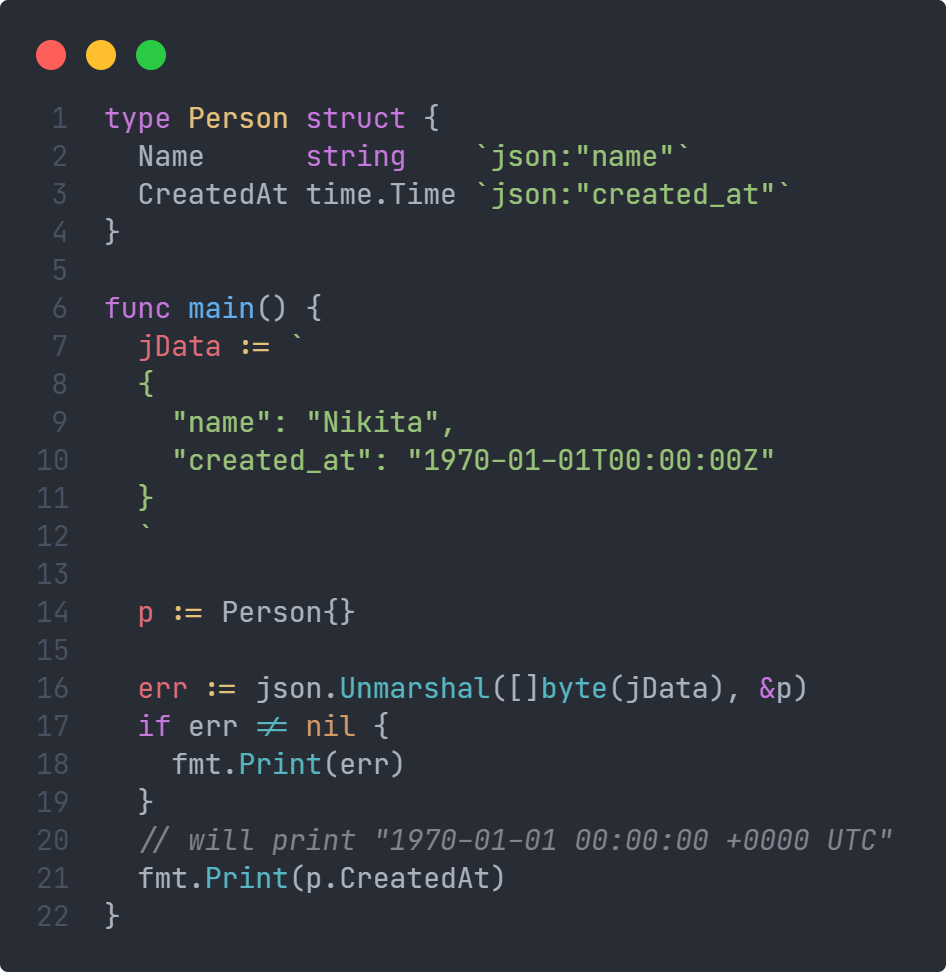 1 type Person struct {
2   Name      string    `json:"name"`
3   CreatedAt time.Time `json:"created_at"`
4 }
5
6 func main() {
7   jData := `
8   {
9     "name": "Nikita",
10     "created_at": "1970-01-01T00:00:00Z"
11   }
12   `
13
14   p := Person{}
15
16   err := json.Unmarshal([]byte(jData), &p)
17   if err != nil {
18     fmt.Print(err)
19   }
20   // will print "1970-01-01 00:00:00 +0000 UTC"
21   fmt.Print(p.CreatedAt)
22 }